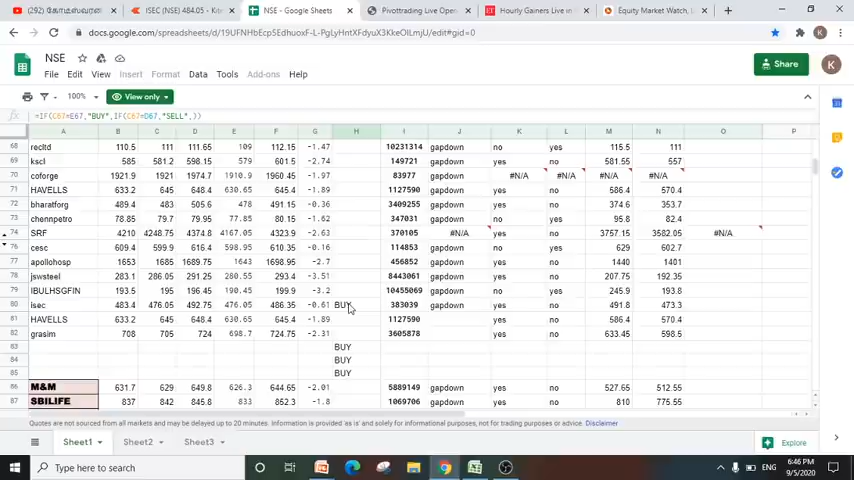 (292) கேரளாவில்
ISEC (NSE) 484.05 - Kite
NSE - Google Sheets
Pivottrading Live Open
Hourly Gainers Live in
Equity Market Watch, L
docs.google.com/spreadsheets/d/19UFNHbEcp5EdhuoxF-L-PgLyHntXFdyuX3KkeOILmjU/edit#gid=0
NSE
File Edit View Insert Format Data Tools Add-ons Help
Share
K
100% View only
=IF(C67=E67,"BUY",IF(C67=D67,"SELL",))
A B C D E F G H I J K L M N O P
68 recltd 110.5 111 111.65 109 112.15 -1.47 10231314 gapdown no yes 115.5 111
69 kscl 585 581.2 598.15 579 601.5 -2.74 149721 gapdown yes no 581.55 557
70 coforge 1921.9 1921 1974.7 1910.9 1960.45 -1.97 83977 gapdown #N/A #N/A #N/A #N/A
71 HAVELLS 633.2 645 648.4 630.65 645.4 -1.89 1127590 gapdown yes no 586.4 570.4
72 bharatforg 489.4 483 505.6 478 491.15 -0.36 3409255 gapdown yes no 374.6 353.7
73 chennpetro 78.85 79.7 79.95 77.85 80.15 -1.62 347031 gapdown no no 95.8 82.4
74 SRF 4210 4248.75 4374.8 4167.05 4323.9 -2.63 370105 #N/A yes no 3757.15 3582.05 #N/A
76 cesc 609.4 599.9 616.4 598.95 610.35 -0.16 114853 gapdown no yes 629 602.7
77 apollohosp 1653 1685 1689.75 1643 1698.95 -2.7 456852 gapdown yes no 1440 1401
78 jswsteel 283.1 286.05 291.25 280.55 293.4 -3.51 8443061 gapdown yes no 207.75 192.35
79 IBULHSGFIN 193.5 195 196.45 190.45 199.9 -3.2 10455069 gapdown no yes 245.9 193.8
80 isec 483.4 476.05 492.75 476.05 486.35 -0.61 BUY 383039 gapdown yes no 491.8 473.3
81 HAVELLS 633.2 645 648.4 630.65 645.4 -1.89 1127590 yes no 586.4 570.4
82 grasim 708 705 724 698.7 724.75 -2.31 3605878 yes no 633.45 598.5
83 BUY
84 BUY
85 BUY
86 M&M 631.7 629 649.8 626.3 644.65 -2.01 5889149 gapdown yes no 527.65 512.55
87 SBILIFE 837 842 845.8 833 852.3 -1.8 1069706 gapdown yes no 810 775.55
Quotes are not sourced from all markets and may be delayed up to 20 minutes. Information is provided 'as is' and solely for informational purposes, not for trading purposes or advice. Disclaimer
Sheet1 Sheet2 Sheet3
Explore
Type here to search
ENG
6:46 PM
9/5/2020